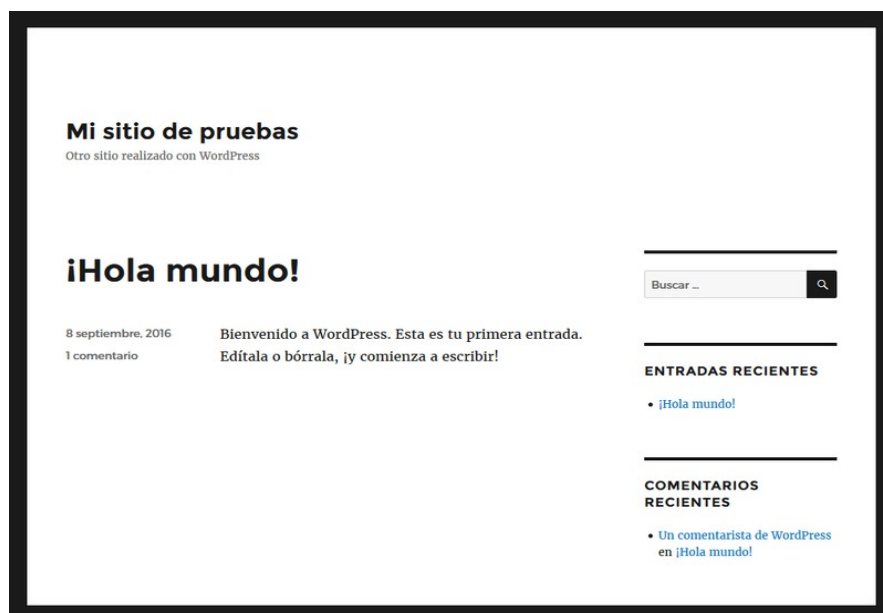 Mi sitio de pruebas
Otro sitio realizado con WordPress
¡Hola mundo!
8 septiembre, 2016
1 comentario
Bienvenido a WordPress. Esta es tu primera entrada.
Edítala o bórrala, ¡y comienza a escribir!
Buscar ...
ENTRADAS RECIENTES
• ¡Hola mundo!
COMENTARIOS
RECIENTES
• Un comentarista de WordPress
en ¡Hola mundo!